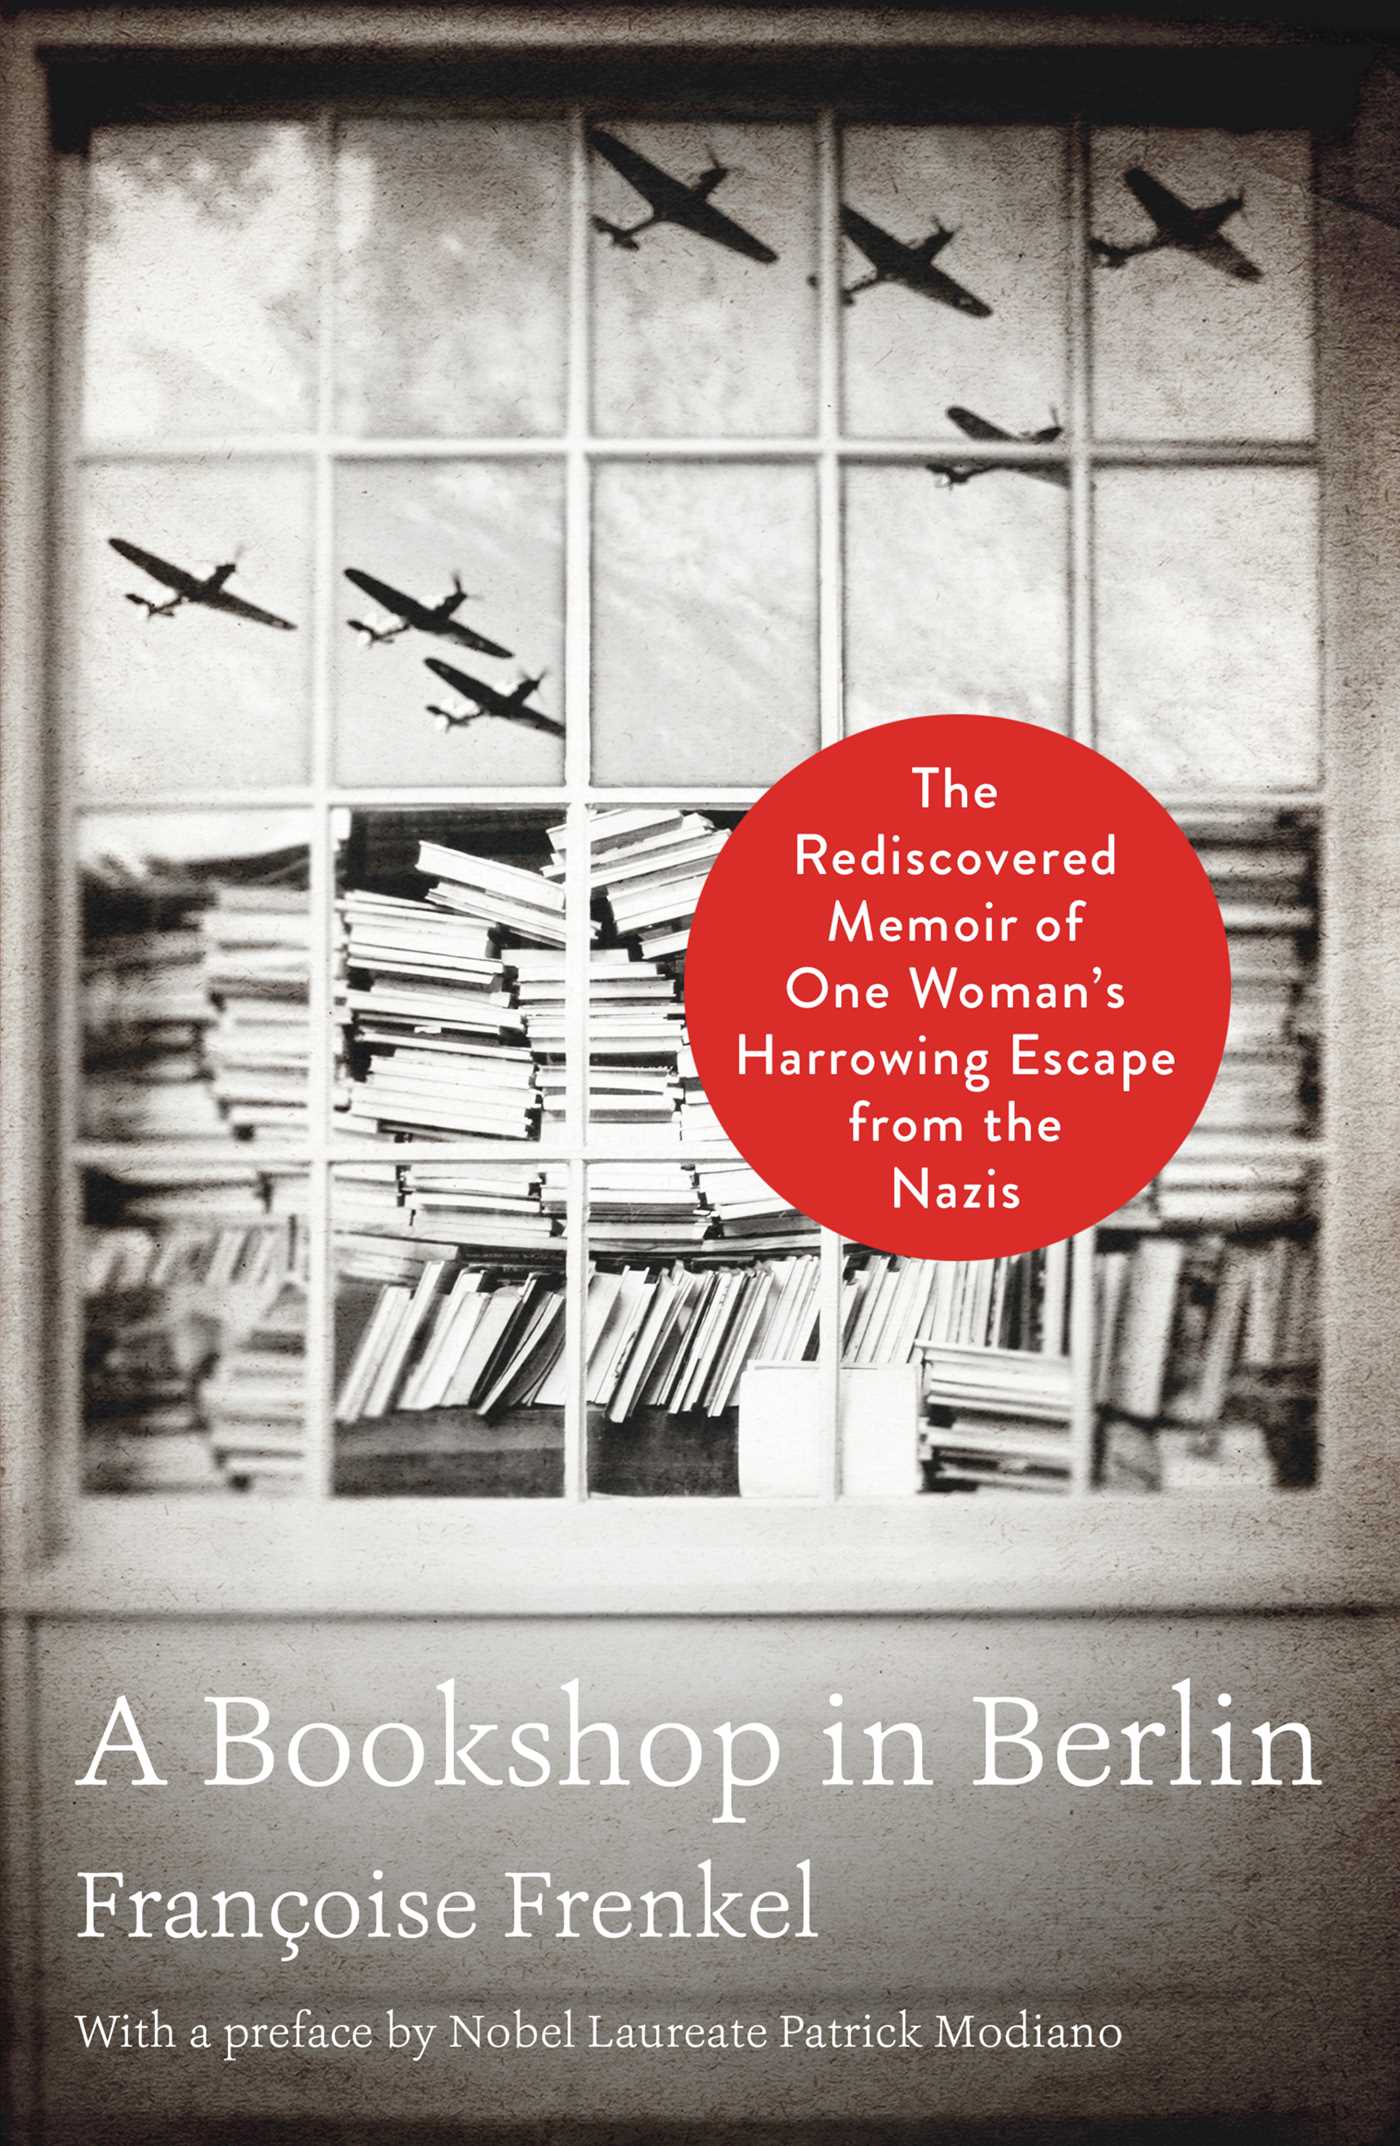 The
Rediscovered
Memoir of
One Woman’s
Harrowing Escape
from the
Nazis
A Bookshop in Berlin
Françoise Frenkel
With a preface by Nobel Laureate Patrick Modiano